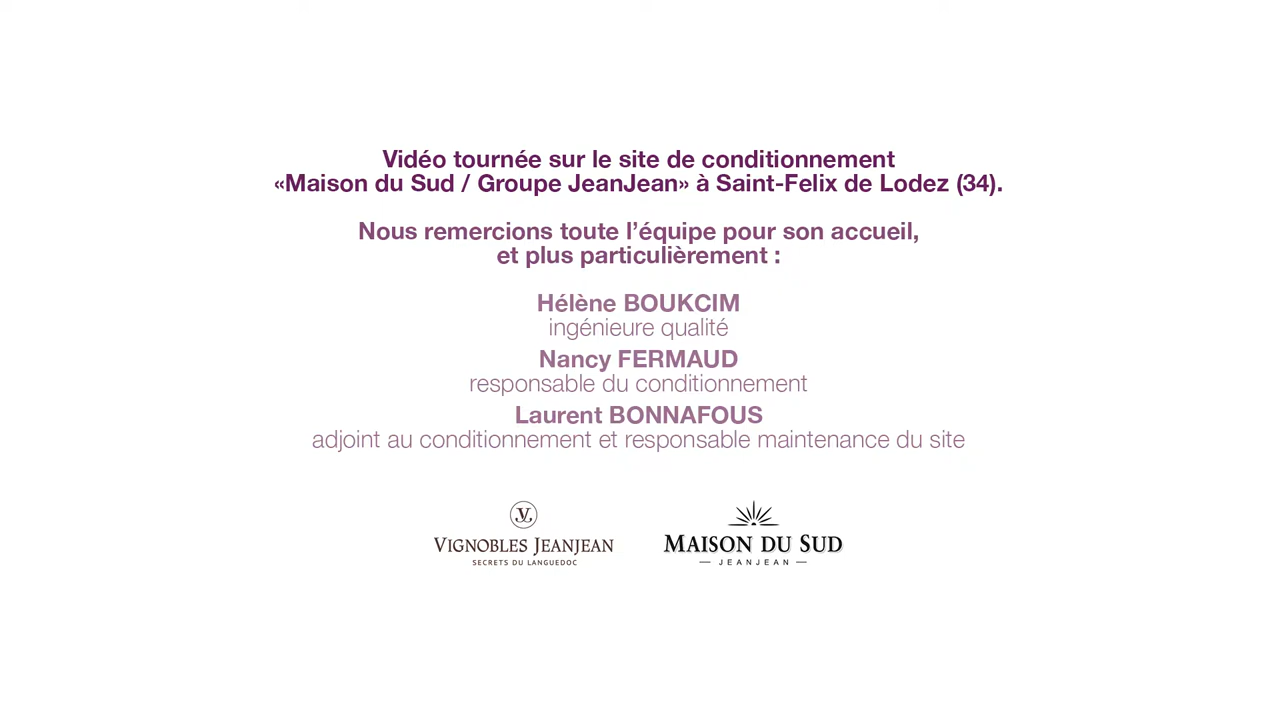 Vidéo tournée sur le site de conditionnement
«Maison du Sud / Groupe JeanJean» à Saint-Felix de Lodez (34).
Nous remercions toute l’équipe pour son accueil,
et plus particulièrement :
Hélène BOUKCIM
ingénieure qualité
Nancy FERMAUD
responsable du conditionnement
Laurent BONNAFOUS
adjoint au conditionnement et responsable maintenance du site
VIGNOBLES JEANJEAN
SECRETS DU LANGUEDOC
MAISON DU SUD
JEANJEAN